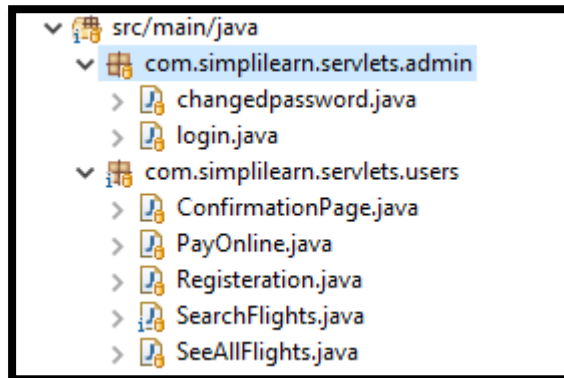 src/main/java
com.simplilearn.servlets.admin
changedpassword.java
login.java
com.simplilearn.servlets.users
ConfirmationPage.java
PayOnline.java
Registeration.java
SearchFlights.java
SeeAllFlights.java